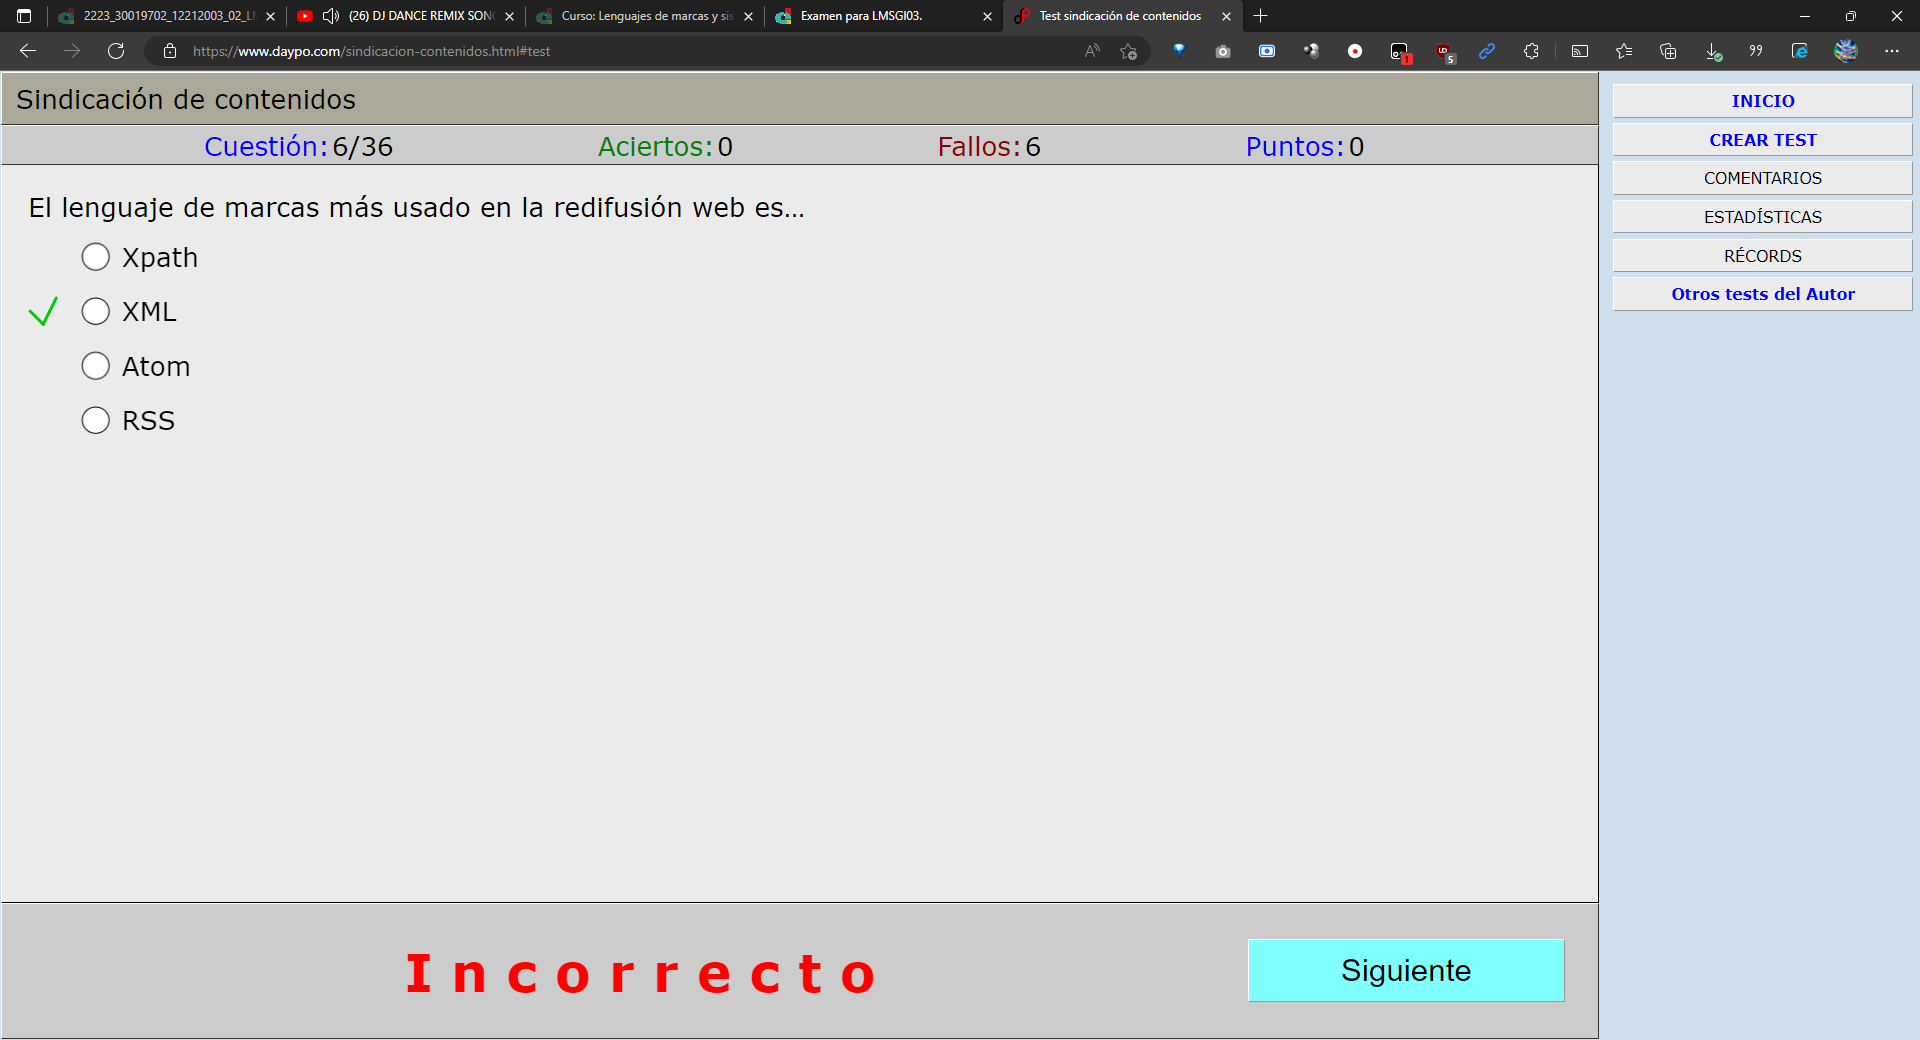 2223_30019702_12212003_02_L
(26) DJ DANCE REMIX SON
Curso: Lenguajes de marcas y sis
Examen para LMSGI03.
Test sindicación de contenidos
https://www.daypo.com/sindicacion-contenidos.html#test
1
5
Sindicación de contenidos
Cuestión: 6/36 Aciertos: 0 Fallos: 6 Puntos: 0
El lenguaje de marcas más usado en la redifusión web es...
Xpath
XML
Atom
RSS
Incorrecto
Siguiente
INICIO
CREAR TEST
COMENTARIOS
ESTADÍSTICAS
RÉCORDS
Otros tests del Autor